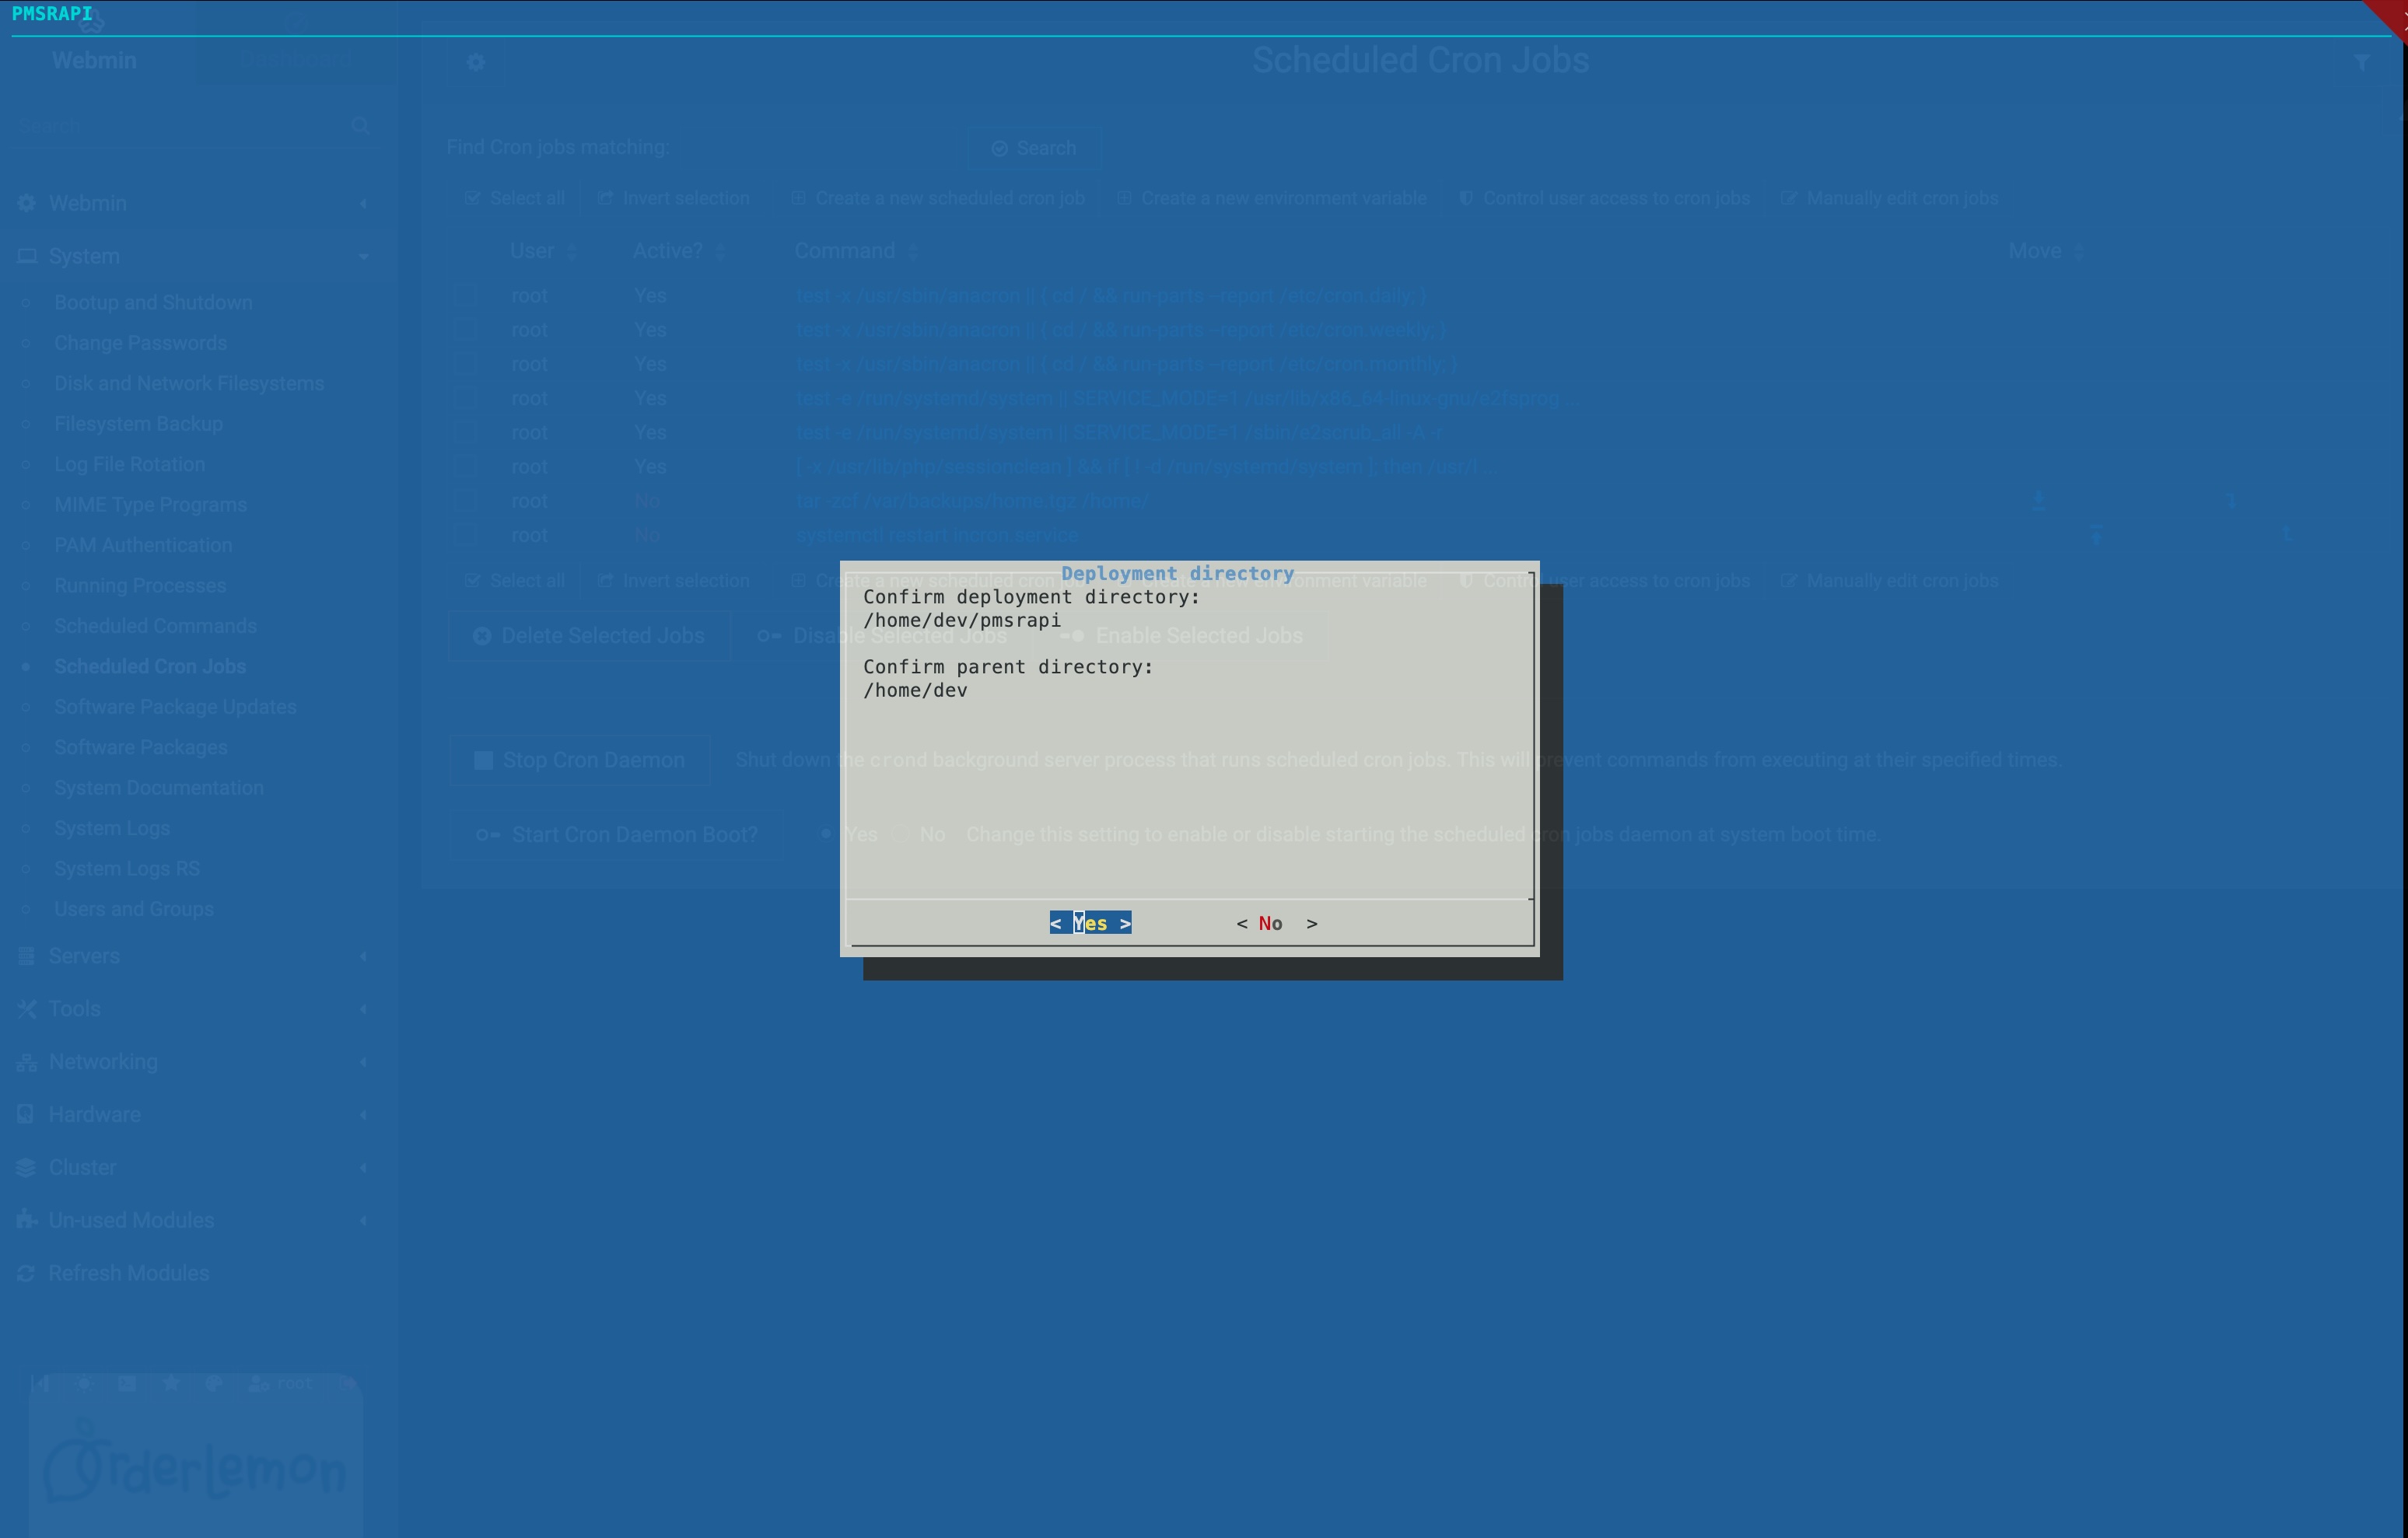 PMSRAPI
Webmin
Dashboard
Scheduled Cron Jobs
Search
Find Cron jobs matching:
Search
Select all
Invert selection
Create a new scheduled cron job
Create a new environment variable
Control user access to cron jobs
Manually edit cron jobs
Webmin
System
Bootup and Shutdown
Change Passwords
Disk and Network Filesystems
Filesystem Backup
Log File Rotation
MIME Type Programs
PAM Authentication
Running Processes
Scheduled Commands
Scheduled Cron Jobs
Software Package Updates
Software Packages
System Documentation
System Logs
System Logs RS
Users and Groups
Servers
Tools
Networking
Hardware
Cluster
Un-used Modules
Refresh Modules
root
OrderLemon
User Active? Command Move
root Yes test -x /usr/sbin/anacron || ( cd / && run-parts --report /etc/cron.daily; )
root Yes test -x /usr/sbin/anacron || ( cd / && run-parts --report /etc/cron.weekly; )
root Yes test -x /usr/sbin/anacron || ( cd / && run-parts --report /etc/cron.monthly; )
root Yes test -e /run/systemd/system || SERVICE_MODE=1 /usr/lib/x86_64-linux-gnu/e2fsprog ...
root Yes test -e /run/systemd/system || SERVICE_MODE=1 /sbin/e2scrub_all -A -r
root Yes [ -x /usr/lib/php/sessionclean ] && if [ ! -d /run/systemd/system ]; then /usr/l ...
root No tar -zcf /var/backups/home.tgz /home/
root No systemctl restart incron.service
Select all
Invert selection
Create a new scheduled cron job
Create a new environment variable
Control user access to cron jobs
Manually edit cron jobs
Delete Selected Jobs
Disable Selected Jobs
Enable Selected Jobs
Stop Cron Daemon
Shut down the crond background server process that runs scheduled cron jobs. This will prevent commands from executing at their specified times.
Start Cron Daemon Boot?
Yes No Change this setting to enable or disable starting the scheduled cron jobs daemon at system boot time.
Deployment directory
Confirm deployment directory:
/home/dev/pmsrapi
Confirm parent directory:
/home/dev
< Yes > < No >